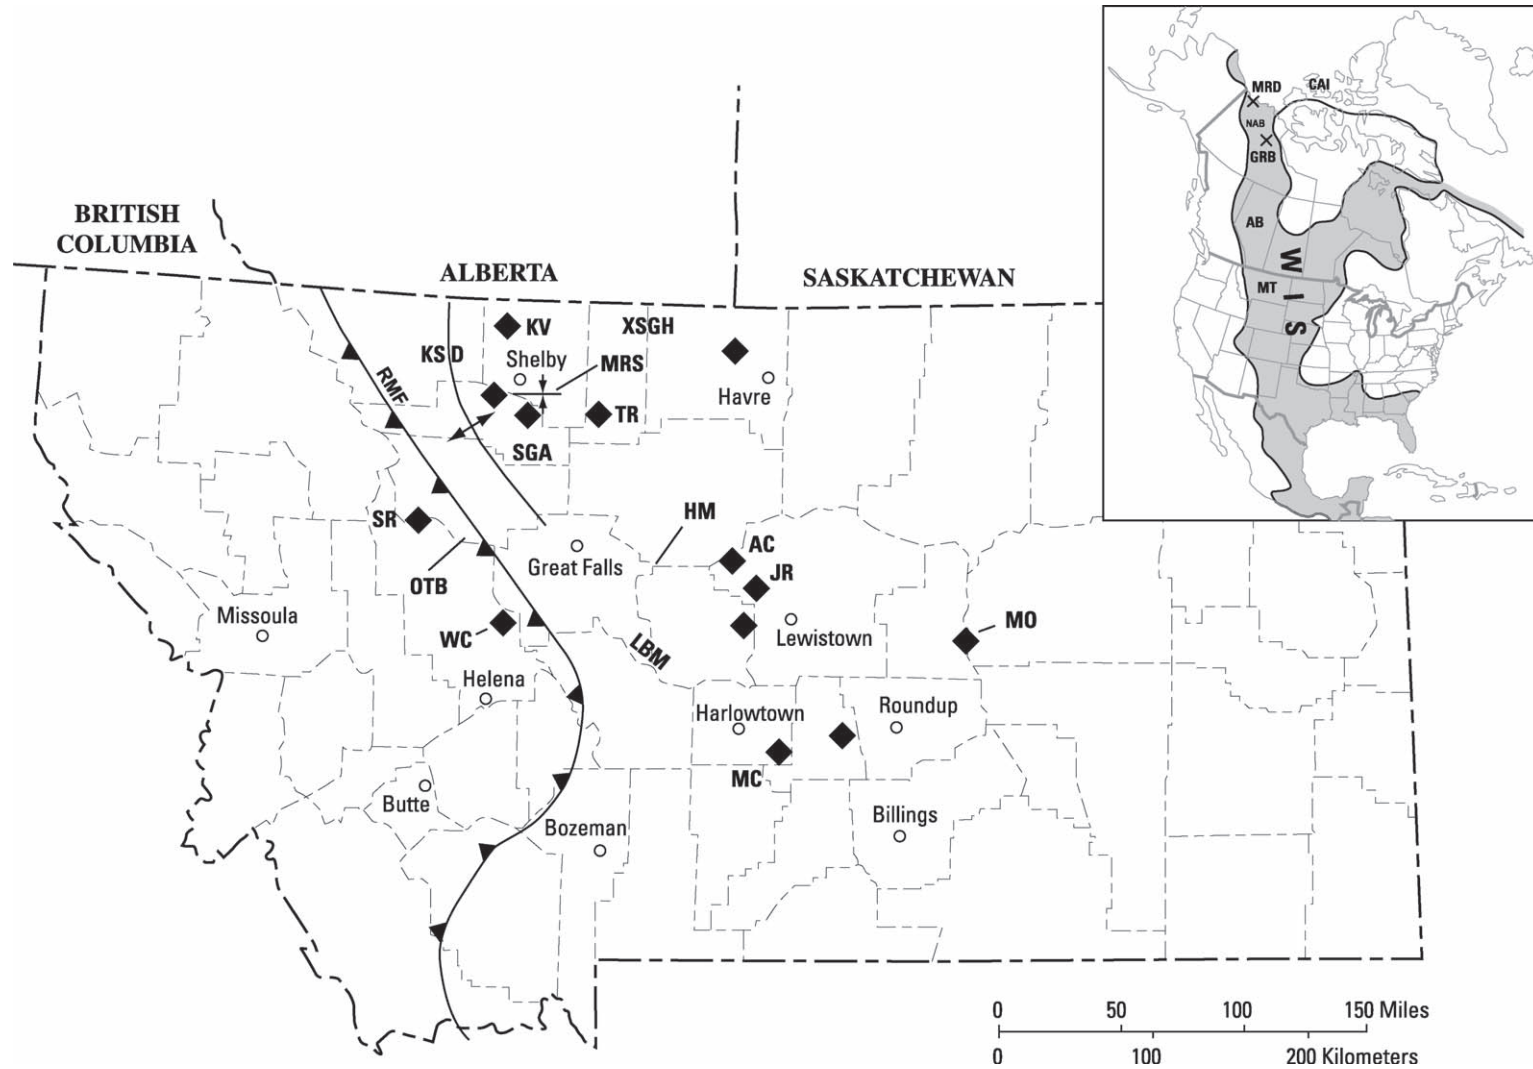 BRITISH
COLUMBIA
ALBERTA
SASKATCHEWAN
MRD
CAI
NAB
GRB
AB
W
MT
I
S
KV
XSGH
KSD
Shelby
MRS
RMF
Havre
TR
SGA
SR
HM
AC
Great Falls
JR
OTB
Missoula
WC
LBM
Lewistown
MO
Helena
Harlowtown
Roundup
MC
Butte
Billings
Bozeman
0 50 100 150 Miles
0 100 200 Kilometers